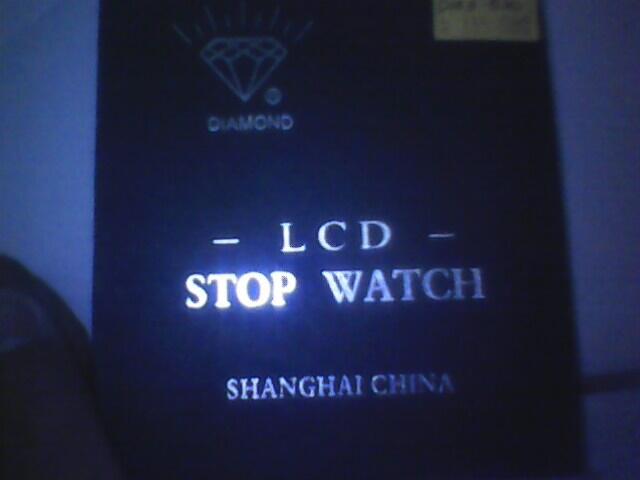 DIAMOND
- LCD -
STOP WATCH
SHANGHAI CHINA